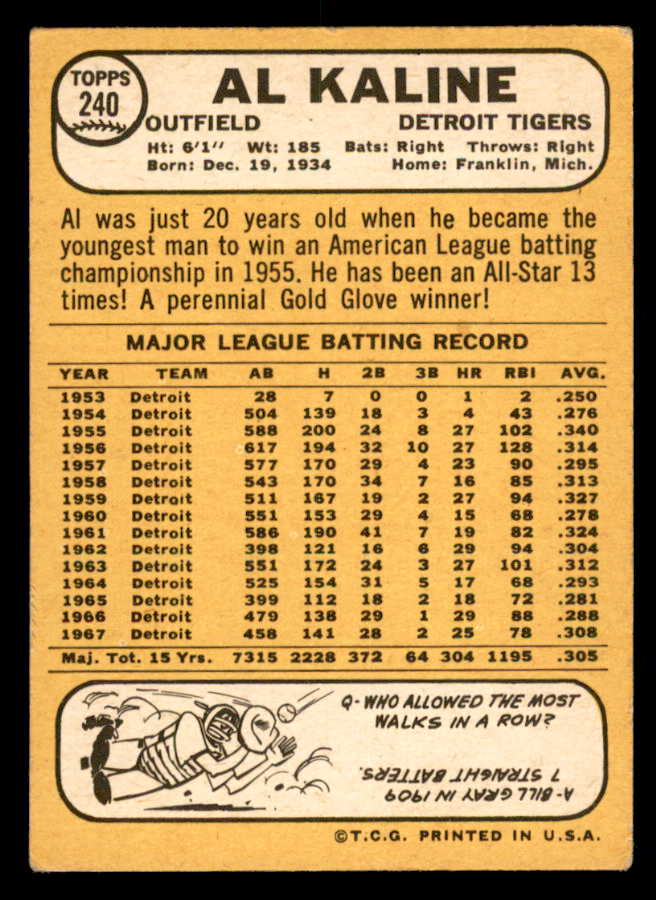 TOPPS
240
AL KALINE
OUTFIELD DETROIT TIGERS
Ht: 6'1" Wt: 185 Bats: Right Throws: Right
Born: Dec. 19, 1934 Home: Franklin, Mich.
Al was just 20 years old when he became the
youngest man to win an American League batting
championship in 1955. He has been an All-Star 13
times! A perennial Gold Glove winner!
MAJOR LEAGUE BATTING RECORD
YEAR TEAM AB H 2B 3B HR RBI AVG.
1953 Detroit 28 7 0 0 1 2 .250
1954 Detroit 504 139 18 3 4 43 .276
1955 Detroit 588 200 24 8 27 102 .340
1956 Detroit 617 194 32 10 27 128 .314
1957 Detroit 577 170 29 4 23 90 .295
1958 Detroit 543 170 34 7 16 85 .313
1959 Detroit 511 167 19 2 27 94 .327
1960 Detroit 551 153 29 4 15 68 .278
1961 Detroit 586 190 41 7 19 82 .324
1962 Detroit 398 121 16 6 29 94 .304
1963 Detroit 551 172 24 3 27 101 .312
1964 Detroit 525 154 31 5 17 68 .293
1965 Detroit 399 112 18 2 18 72 .281
1966 Detroit 479 138 29 1 29 88 .288
1967 Detroit 458 141 28 2 25 78 .308
Maj. Tot. 15 Yrs. 7315 2228 372 64 304 1195 .305
Q-WHO ALLOWED THE MOST
WALKS IN A ROW?
A-BILL GRAY IN 1909
7 STRAIGHT BATTERS.
©T.C.G. PRINTED IN U.S.A.